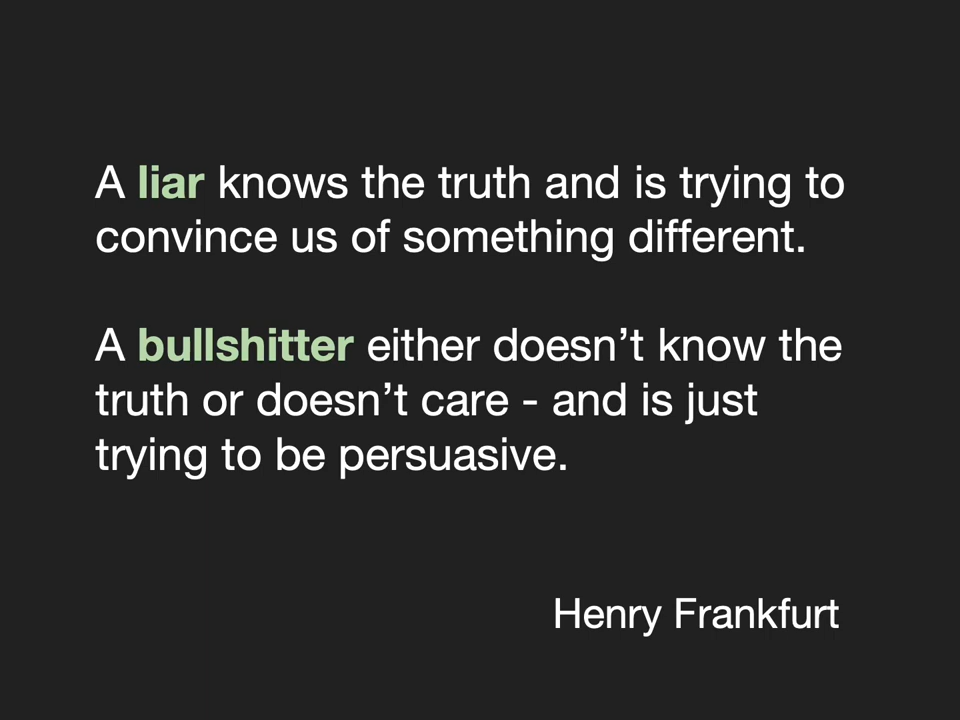 A liar knows the truth and is trying to
convince us of something different.
A bullshitter either doesn’t know the
truth or doesn’t care - and is just
trying to be persuasive.
Henry Frankfurt